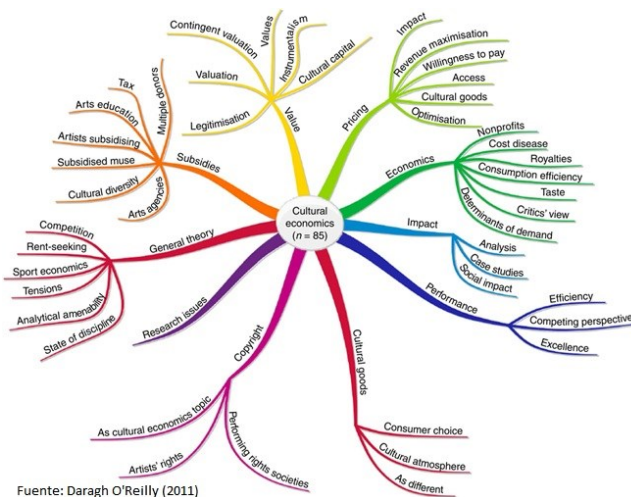 Cultural
economics
(n = 85)
Value
Legitimisation
Valuation
Contingent valuation
Values
Instrumentalism
Cultural capital
Pricing
Impact
Revenue maximisation
Willingness to pay
Access
Cultural goods
Optimisation
Economics
Nonprofits
Cost disease
Royalties
Consumption efficiency
Taste
Critics' view
Determinants of demand
Impact
Analysis
Case studies
Social impact
Performance
Efficiency
Competing perspective
Excellence
Cultural goods
Consumer choice
Cultural atmosphere
As different
Copyright
As cultural economics topic
Artists' rights
Performing rights societies
Research issues
General theory
Competition
Rent-seeking
Sport economics
Tensions
Analytical amenability
State of discipline
Subsidies
Multiple donors
Tax
Arts education
Artists subsidising
Subsidised muse
Cultural diversity
Arts agencies
Fuente: Daragh O'Reilly (2011)